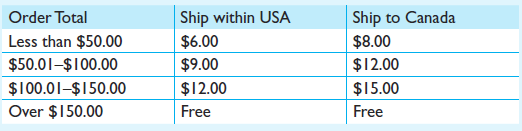 Order Total Ship within USA Ship to Canada
Less than $50.00 $6.00 $8.00
$50.01–$100.00 $9.00 $12.00
$100.01–$150.00 $12.00 $15.00
Over $150.00 Free Free